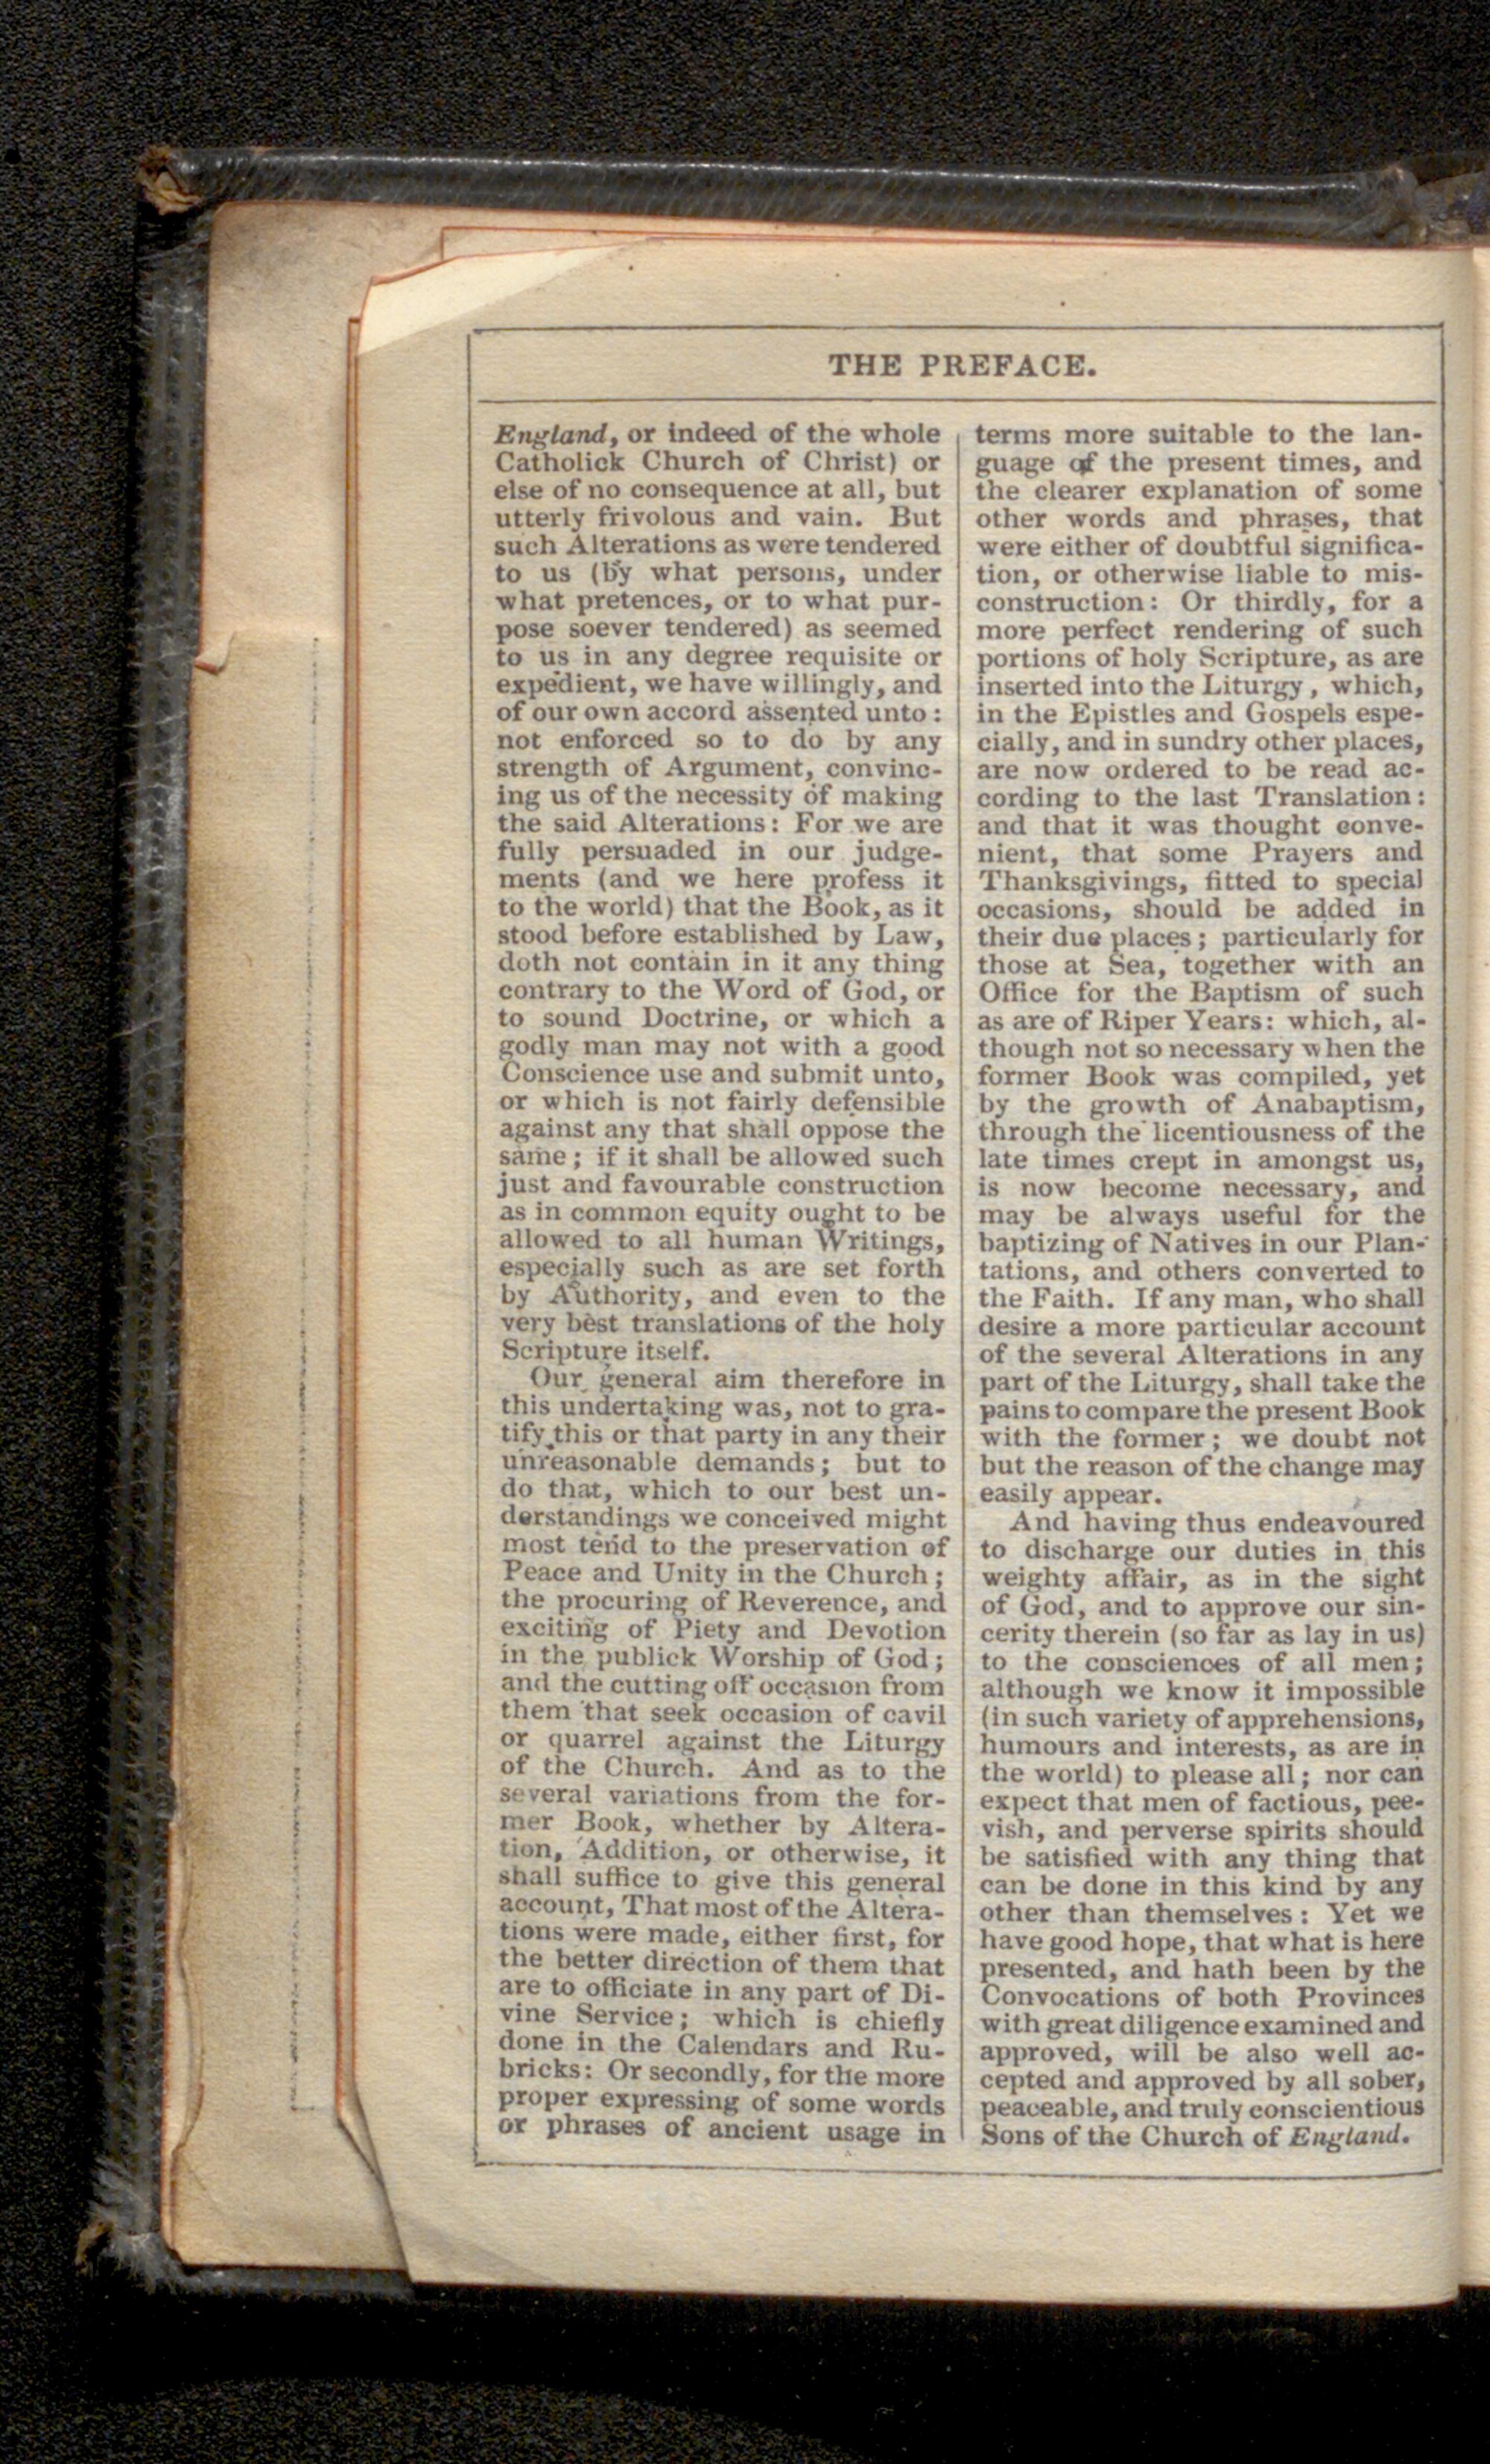 THE PREFACE.
England, or indeed of the whole
Catholick Church of Christ) or
else of no consequence at all, but
utterly frivolous and vain. But
such Alterations as were tendered
to us (by what persons, under
what pretences, or to what pur-
pose soever tendered) as seemed
to us in any degree requisite or
expedient, we have willingly, and
of our own accord assented unto:
not enforced so to do by any
strength of Argument, convinc-
ing us of the necessity of making
the said Alterations: For we are
fully persuaded in our judge-
ments (and we here profess it
to the world) that the Book, as it
stood before established by Law,
doth not contain in it any thing
contrary to the Word of God, or
to sound Doctrine, or which a
godly man may not with a good
Conscience use and submit unto,
or which is not fairly defensible
against any that shall oppose the
same; if it shall be allowed such
just and favourable construction
as in common equity ought to be
allowed to all human Writings,
especially such as are set forth
by Authority, and even to the
very best translations of the holy
Scripture itself.
Our general aim therefore in
this undertaking was, not to gra-
tify this or that party in any their
unreasonable demands; but to
do that, which to our best un-
derstandings we conceived might
most tend to the preservation of
Peace and Unity in the Church;
the procuring of Reverence, and
exciting of Piety and Devotion
in the publick Worship of God;
and the cutting off occasion from
them that seek occasion of cavil
or quarrel against the Liturgy
of the Church. And as to the
several variations from the for-
mer Book, whether by Altera-
tion, Addition, or otherwise, it
shall suffice to give this general
account, That most of the Altera-
tions were made, either first, for
the better direction of them that
are to officiate in any part of Di-
vine Service; which is chiefly
done in the Calendars and Ru-
bricks: Or secondly, for the more
proper expressing of some words
or phrases of ancient usage in
terms more suitable to the lan-
guage of the present times, and
the clearer explanation of some
other words and phrases, that
were either of doubtful significa-
tion, or otherwise liable to mis-
construction: Or thirdly, for a
more perfect rendering of such
portions of holy Scripture, as are
inserted into the Liturgy, which,
in the Epistles and Gospels espe-
cially, and in sundry other places,
are now ordered to be read ac-
cording to the last Translation:
and that it was thought conve-
nient, that some Prayers and
Thanksgivings, fitted to special
occasions, should be added in
their due places; particularly for
those at Sea, together with an
Office for the Baptism of such
as are of Riper Years: which, al-
though not so necessary when the
former Book was compiled, yet
by the growth of Anabaptism,
through the licentiousness of the
late times crept in amongst us,
is now become necessary, and
may be always useful for the
baptizing of Natives in our Plan-
tations, and others converted to
the Faith. If any man, who shall
desire a more particular account
of the several Alterations in any
part of the Liturgy, shall take the
pains to compare the present Book
with the former; we doubt not
but the reason of the change may
easily appear.
And having thus endeavoured
to discharge our duties in this
weighty affair, as in the sight
of God, and to approve our sin-
cerity therein (so far as lay in us)
to the consciences of all men;
although we know it impossible
(in such variety of apprehensions,
humours and interests, as are in
the world) to please all; nor can
expect that men of factious, pee-
vish, and perverse spirits should
be satisfied with any thing that
can be done in this kind by any
other than themselves: Yet we
have good hope, that what is here
presented, and hath been by the
Convocations of both Provinces
with great diligence examined and
approved, will be also well ac-
cepted and approved by all sober,
peaceable, and truly conscientious
Sons of the Church of England.